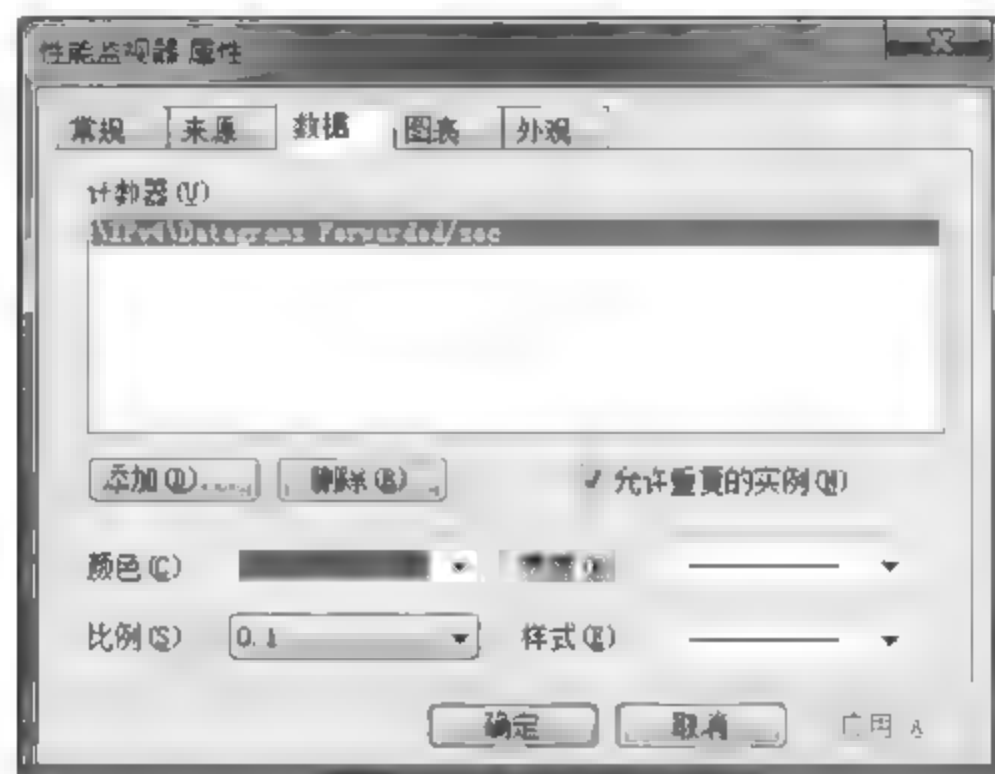 性能监视器 属性
常规 来源 数据 图表 外观
计数器(V)
\IPv4\Datagrams Forwarded/sec
添加(D)... 删除(R) 允许重复的实例(N)
颜色(C)
比例(S) 0.1 样式(E)
确定 取消 应用 A